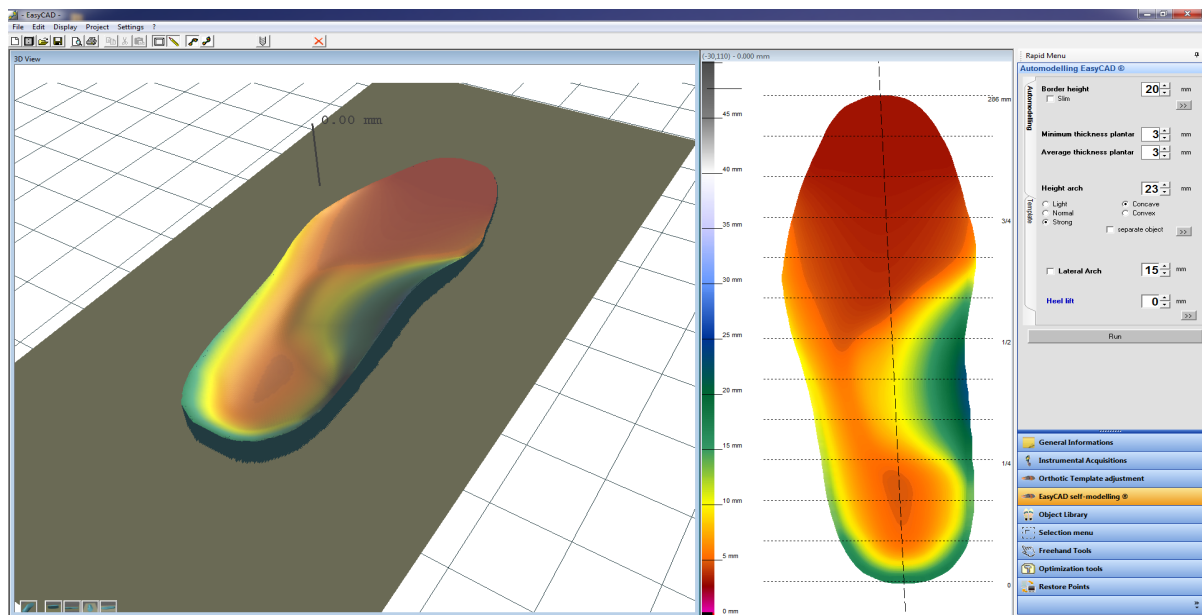 - EasyCAD -
File Edit Display Project Settings ?
3D View
(-30,110) - 0.000 mm
Rapid Menu
0.00 mm
45 mm
40 mm
35 mm
30 mm
25 mm
20 mm
15 mm
10 mm
5 mm
0 mm
286 mm
3/4
1/2
1/4
0
Automodelling EasyCAD ®
Automodelling
Template
Border height 20 mm
Slim
>>
Minimum thickness plantar 3 mm
Average thickness plantar 3 mm
Height arch 23 mm
Light Concave
Normal Convex
Strong
separate object >>
Lateral Arch 15 mm
Heel lift 0 mm
>>
Run
General Informations
Instrumental Acquisitions
Orthotic Template adjustment
EasyCAD self-modelling ®
Object Library
Selection menu
Freehand Tools
Optimization tools
Restore Points